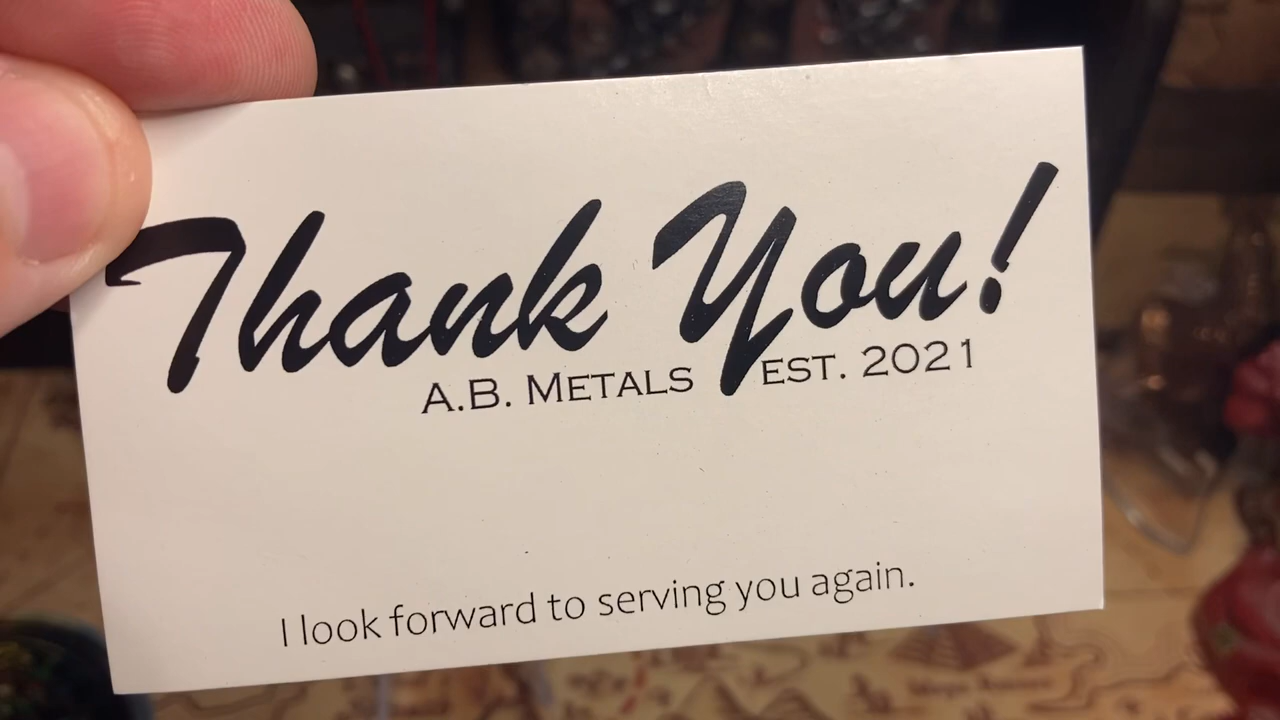 Thank You!
A.B. METALS EST. 2021
I look forward to serving you again.